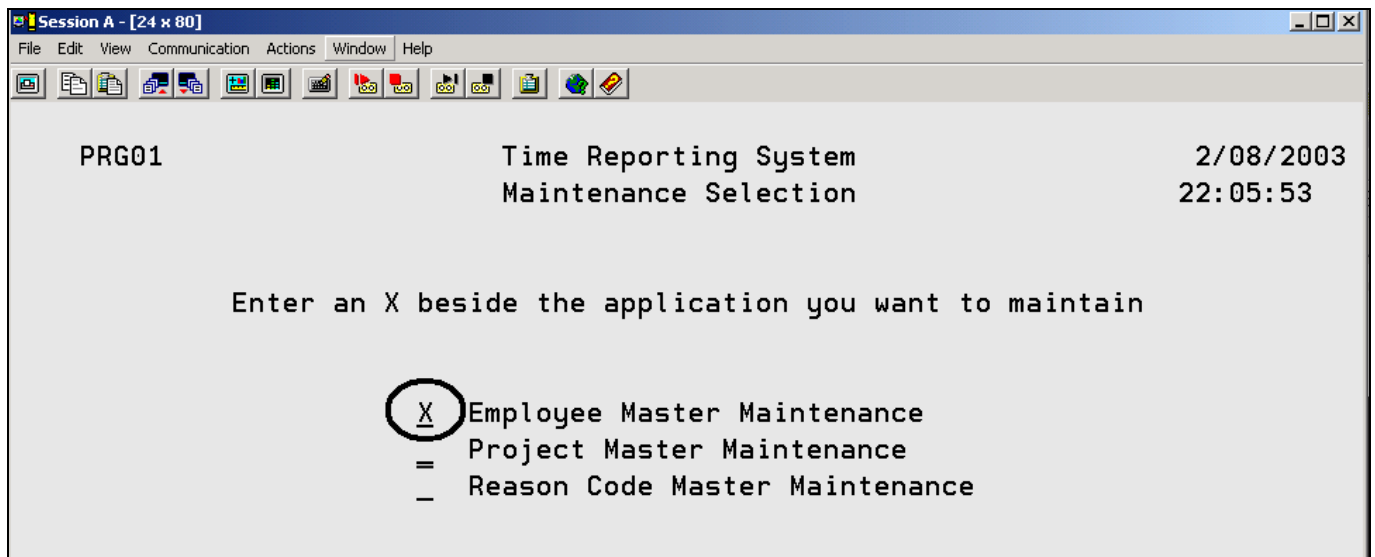 Session A - [24 x 80]
File Edit View Communication Actions Window Help
PRG01 Time Reporting System 2/08/2003
Maintenance Selection 22:05:53
Enter an X beside the application you want to maintain
X Employee Master Maintenance
_ Project Master Maintenance
_ Reason Code Master Maintenance